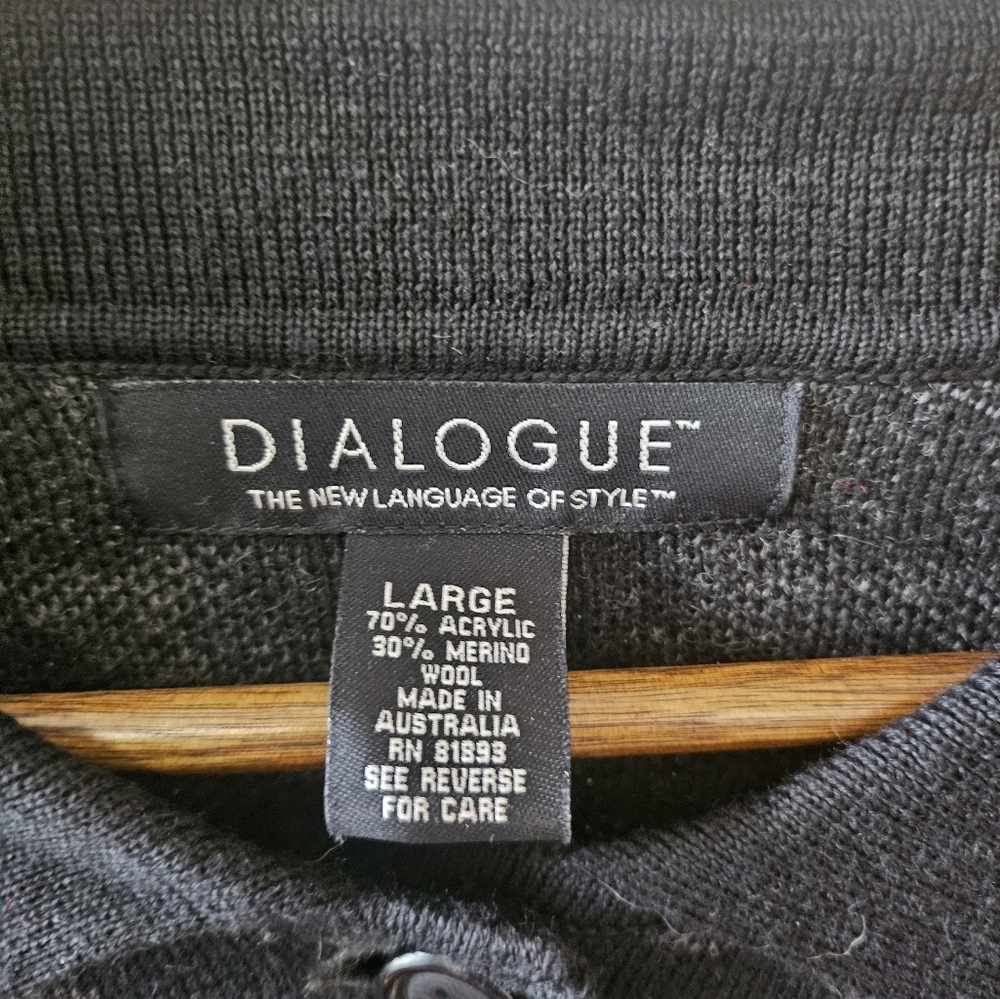 DIALOGUE™
THE NEW LANGUAGE OF STYLE™
LARGE
70% ACRYLIC
30% MERINO
WOOL
MADE IN
AUSTRALIA
RN 81893
SEE REVERSE
FOR CARE